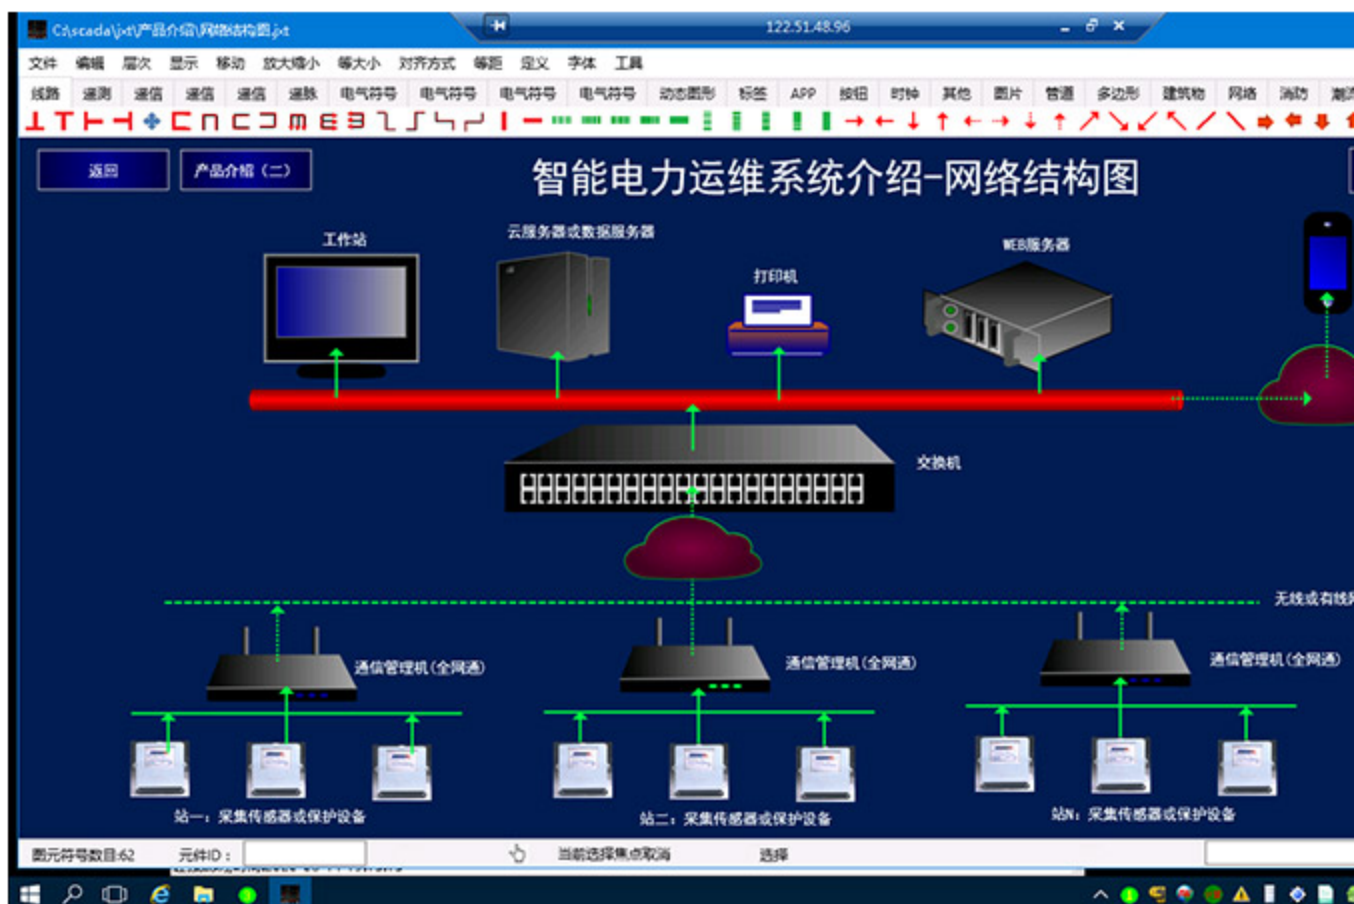 C:\scada\jxt\产品介绍\网络结构图.jxt
122.51.48.96
文件 编辑 层次 显示 移动 放大缩小 等大小 对齐方式 等距 定义 字体 工具
线路 遥测 遥信 遥信 遥信 遥脉 电气符号 电气符号 电气符号 电气符号 动态图形 标签 APP 按钮 时钟 其他 图片 管道 多边形 建筑物 网络 消防 潮流
返回 产品介绍（二）
智能电力运维系统介绍-网络结构图
工作站
云服务器或数据服务器
打印机
WEB服务器
交换机
无线或有线
通信管理机(全网通)
通信管理机(全网通)
通信管理机(全网通)
站一：采集传感器或保护设备
站二：采集传感器或保护设备
站N：采集传感器或保护设备
图元符号数目:62 元件ID： 当前选择焦点取消 选择